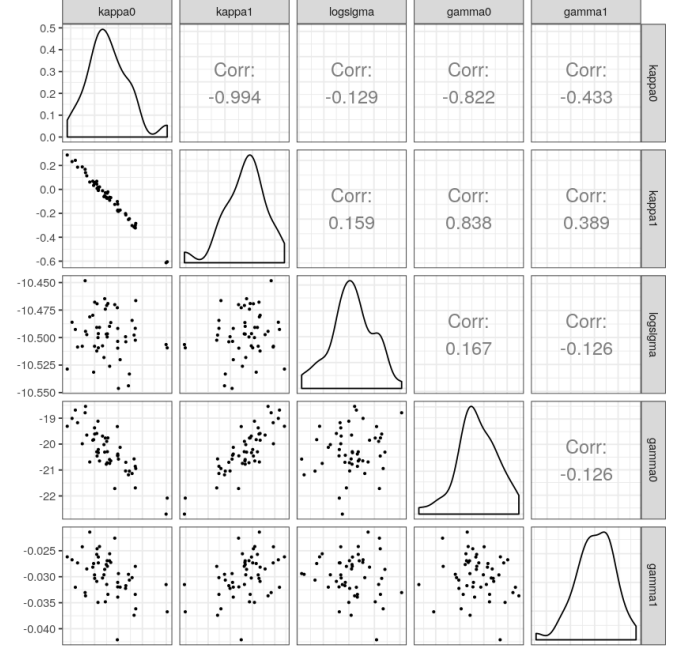 kappa0 kappa1 logsigma gamma0 gamma1
0.5
0.4
0.3
0.2
0.1
0.0
Corr: Corr: Corr: Corr:
-0.994 -0.129 -0.822 -0.433
kappa0
0.2
0.0
-0.2
-0.4
-0.6
Corr: Corr: Corr:
0.159 0.838 0.389
kappa1
-10.450
-10.475
-10.500
-10.525
-10.550
Corr: Corr:
0.167 -0.126
logsigma
-19
-20
-21
-22
Corr:
-0.126
gamma0
-0.025
-0.030
-0.035
-0.040
gamma1